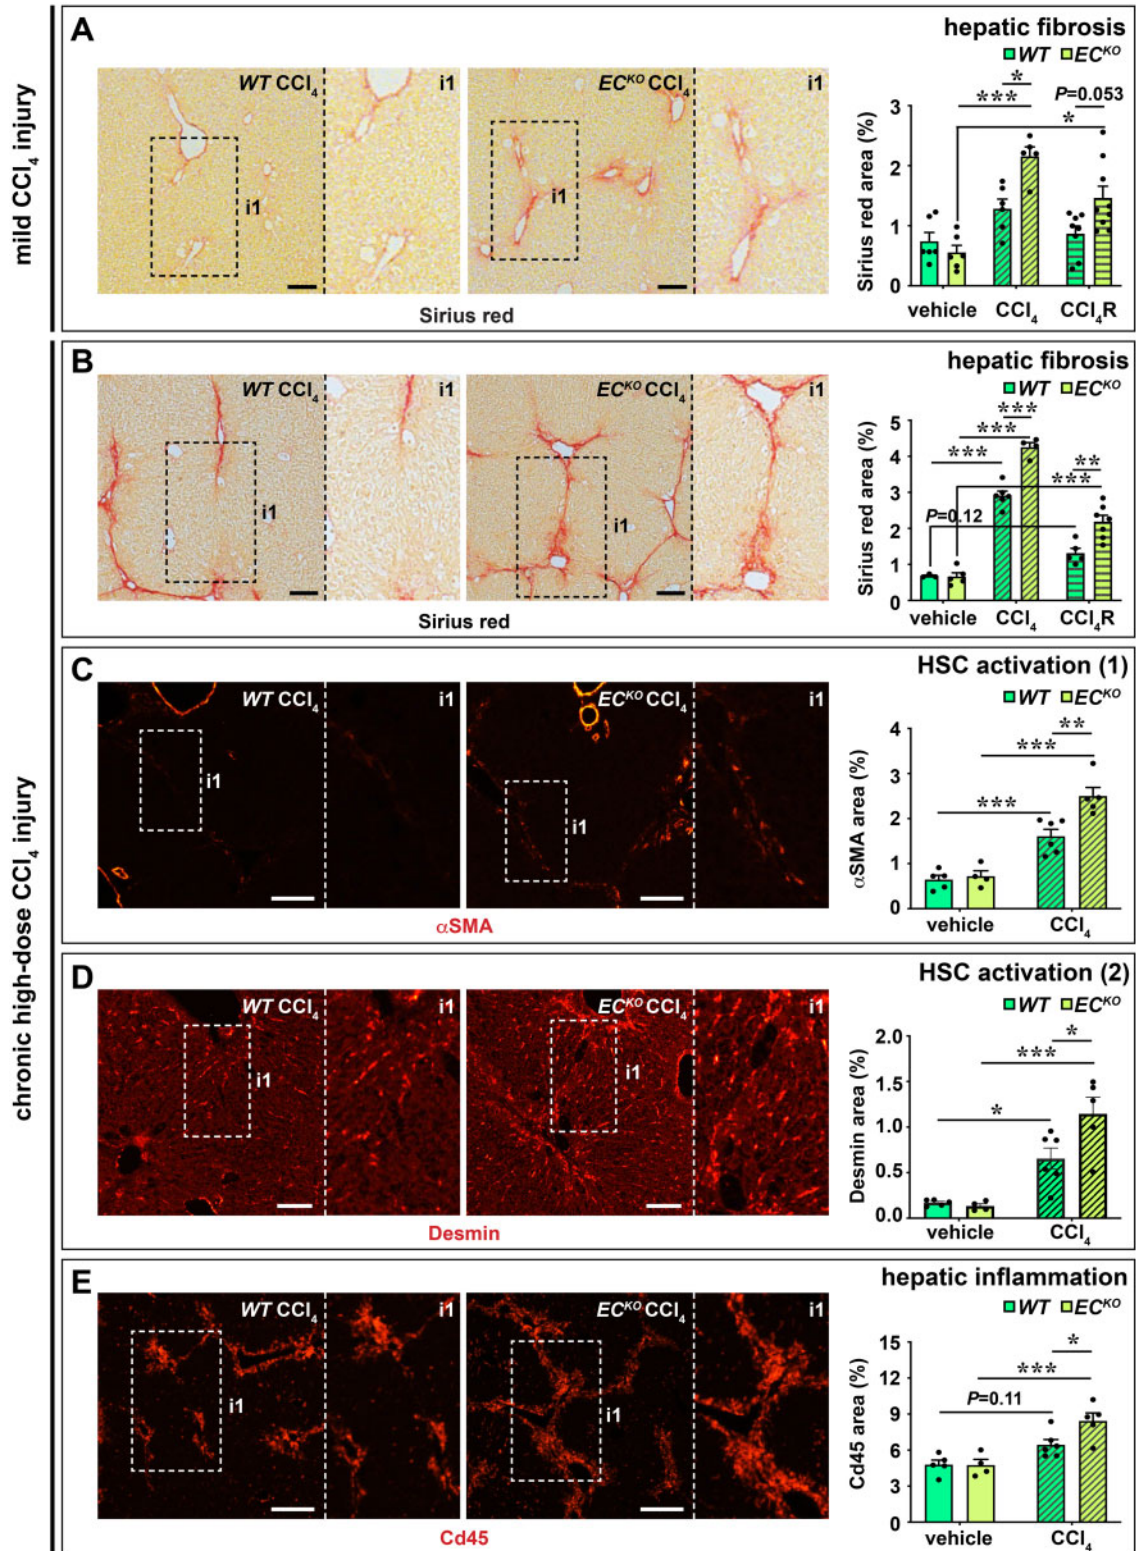 mild CCl4 injury
A
hepatic fibrosis
WT CCl4
i1
i1
ECKO CCl4
i1
i1
Sirius red
WT ECKO
Sirius red area (%)
3
2
1
0
*
***
P=0.053
*
vehicle CCl4 CCl4R
chronic high-dose CCl4 injury
B
hepatic fibrosis
WT CCl4
i1
i1
ECKO CCl4
i1
i1
Sirius red
WT ECKO
Sirius red area (%)
5
4
3
2
1
0
***
***
***
**
***
P=0.12
vehicle CCl4 CCl4R
C
HSC activation (1)
WT CCl4
i1
i1
ECKO CCl4
i1
i1
αSMA
WT ECKO
αSMA area (%)
4
3
2
1
0
**
***
***
vehicle CCl4
D
HSC activation (2)
WT CCl4
i1
i1
ECKO CCl4
i1
i1
Desmin
WT ECKO
Desmin area (%)
2.0
1.5
1.0
0.5
0.0
*
***
*
vehicle CCl4
E
hepatic inflammation
WT CCl4
i1
i1
ECKO CCl4
i1
i1
Cd45
WT ECKO
Cd45 area (%)
15
12
9
6
3
0
*
***
P=0.11
vehicle CCl4